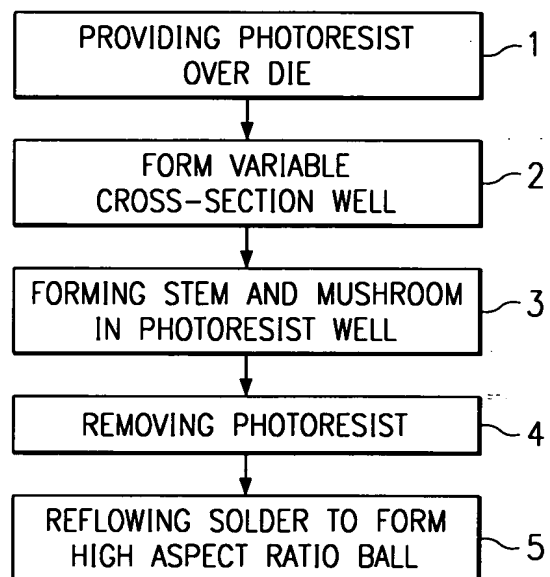 PROVIDING PHOTORESIST
OVER DIE
1
FORM VARIABLE
CROSS-SECTION WELL
2
FORMING STEM AND MUSHROOM
IN PHOTORESIST WELL
3
REMOVING PHOTORESIST
4
REFLOWING SOLDER TO FORM
HIGH ASPECT RATIO BALL
5